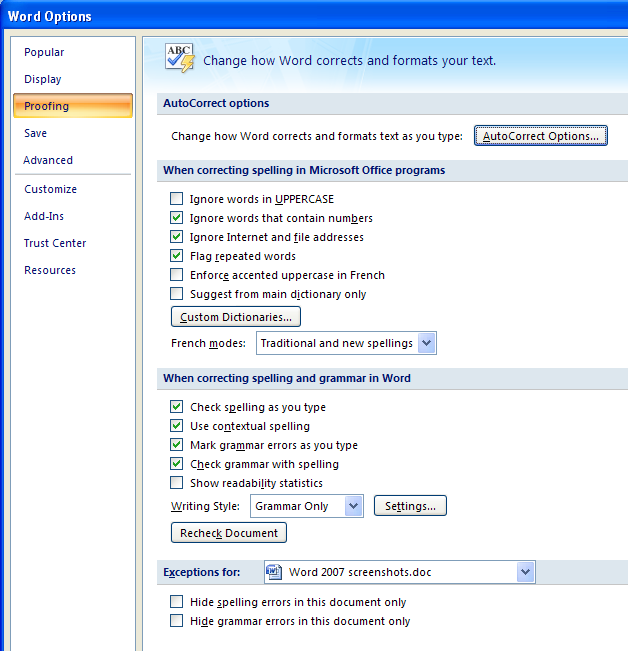 Word Options
Popular
Display
Proofing
Save
Advanced
Customize
Add-Ins
Trust Center
Resources
ABC
Change how Word corrects and formats your text.
AutoCorrect options
Change how Word corrects and formats text as you type: AutoCorrect Options...
When correcting spelling in Microsoft Office programs
Ignore words in UPPERCASE
Ignore words that contain numbers
Ignore Internet and file addresses
Flag repeated words
Enforce accented uppercase in French
Suggest from main dictionary only
Custom Dictionaries...
French modes: Traditional and new spellings
When correcting spelling and grammar in Word
Check spelling as you type
Use contextual spelling
Mark grammar errors as you type
Check grammar with spelling
Show readability statistics
Writing Style: Grammar Only Settings...
Recheck Document
Exceptions for: Word 2007 screenshots.doc
Hide spelling errors in this document only
Hide grammar errors in this document only